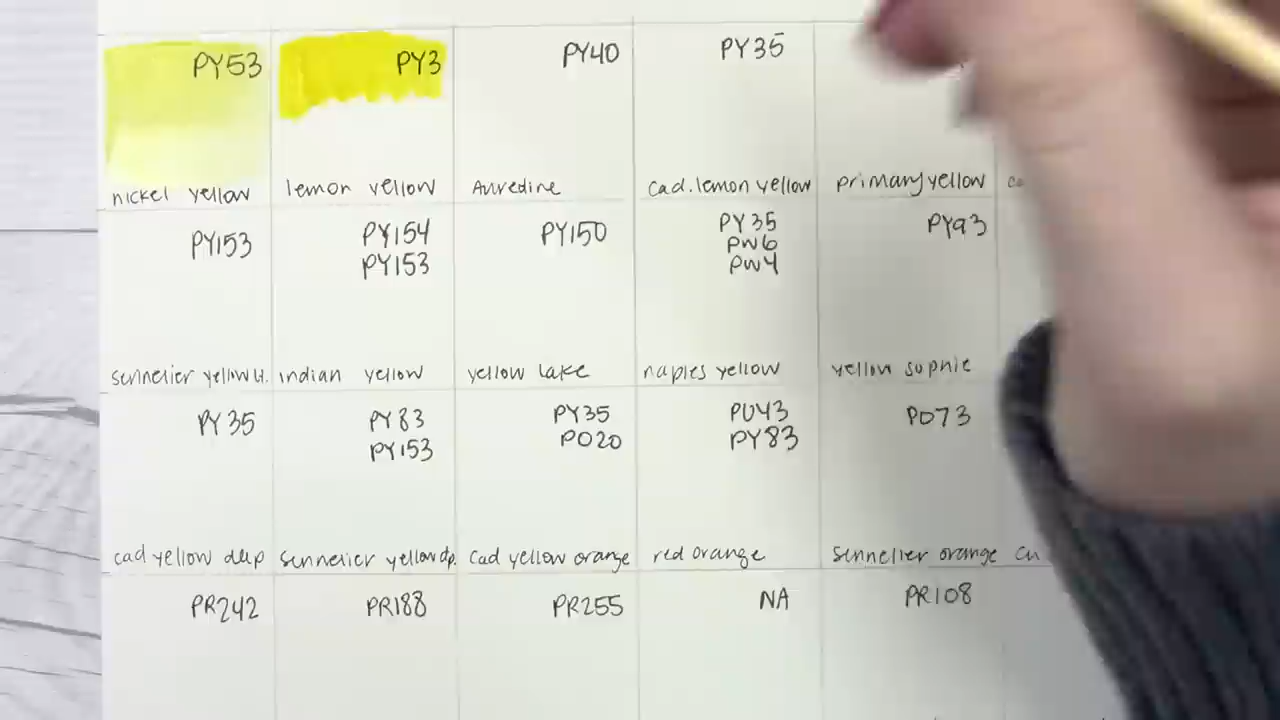 PY53 PY3 PY40 PY35
nickel yellow lemon yellow Auredine cad. lemon yellow primary yellow
PY153 PY154 PY150 PY35 PY93
PY153 PW6
PW4
sennelier yellow lt. indian yellow yellow lake naples yellow yellow sophie
PY35 PY83 PY35 PU43 PO73
PY153 PO20 PY83
cad yellow deep sennelier yellow dp. Cad yellow orange red orange sennelier orange
PR242 PR188 PR255 NA PR108